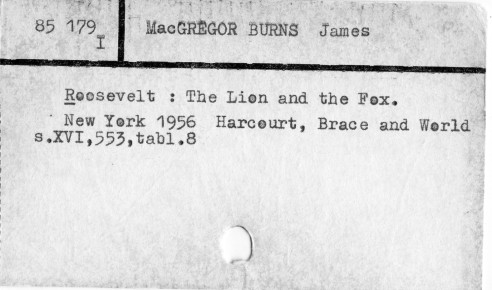 85 179 MacGREGOR BURNS James
I
Roosevelt : The Lion and the Fox.
New York 1956 Harcourt, Brace and World
s.XVI,553,tabl.8